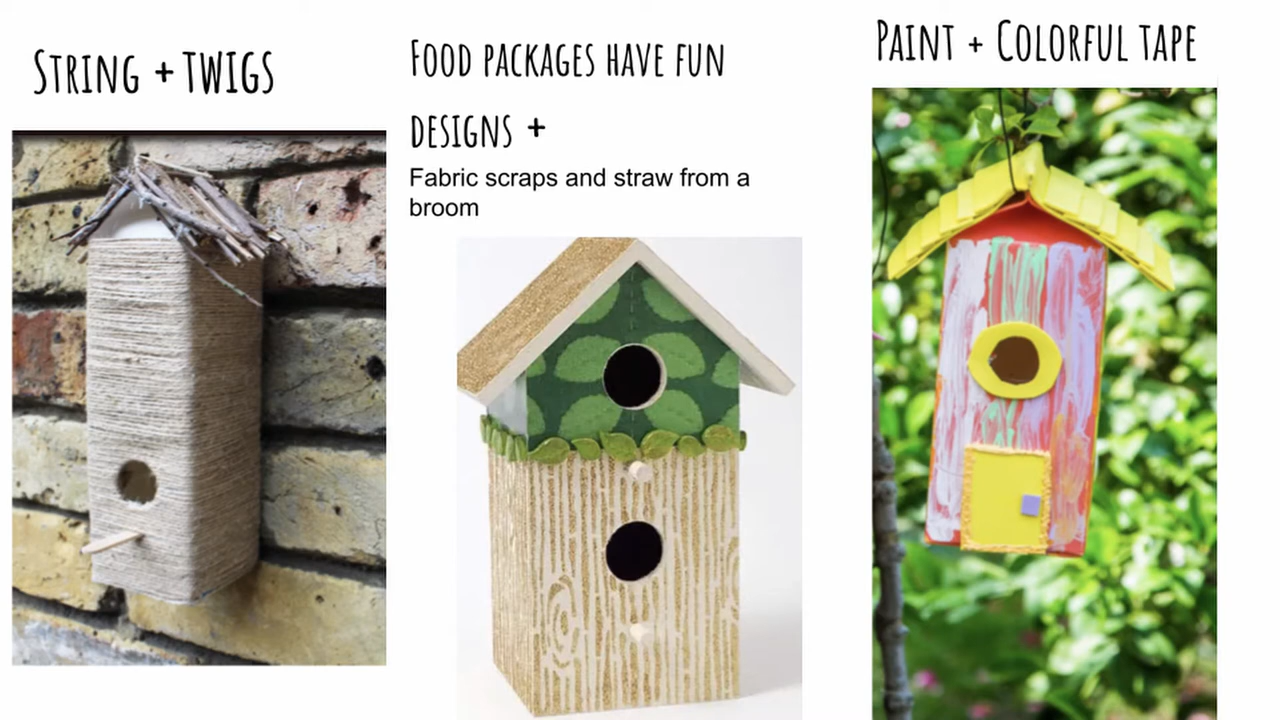 String + twigs
Food packages have fun
designs +
Fabric scraps and straw from a
broom
Paint + Colorful tape